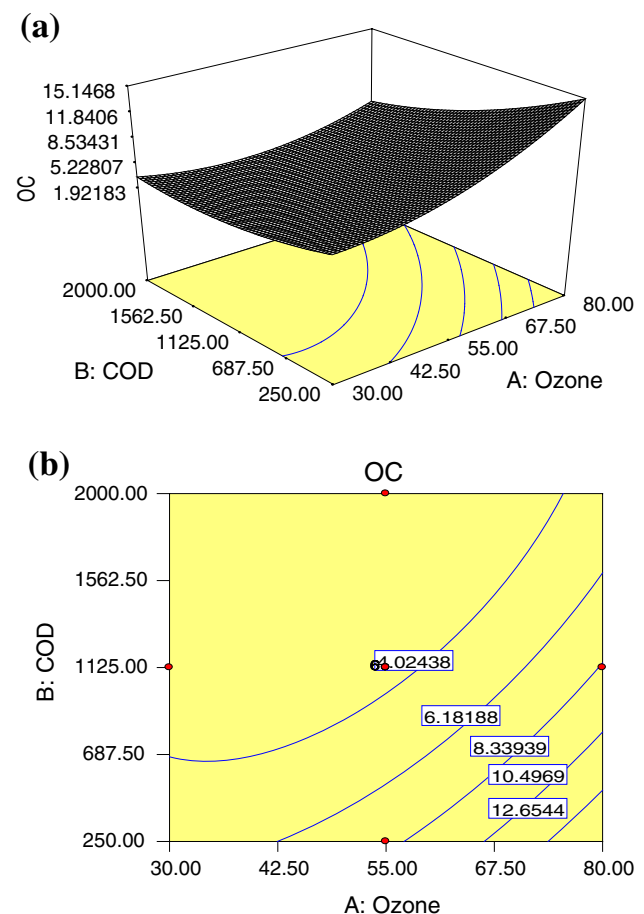 (a)
15.1468
11.8406
8.53431
5.22807
1.92183
OC
2000.00
1562.50
1125.00
687.50
250.00
B: COD
80.00
67.50
55.00
42.50
30.00
A: Ozone
(b)
OC
2000.00
1562.50
1125.00
687.50
250.00
B: COD
6
4.02438
6.18188
8.33939
10.4969
12.6544
30.00 42.50 55.00 67.50 80.00
A: Ozone